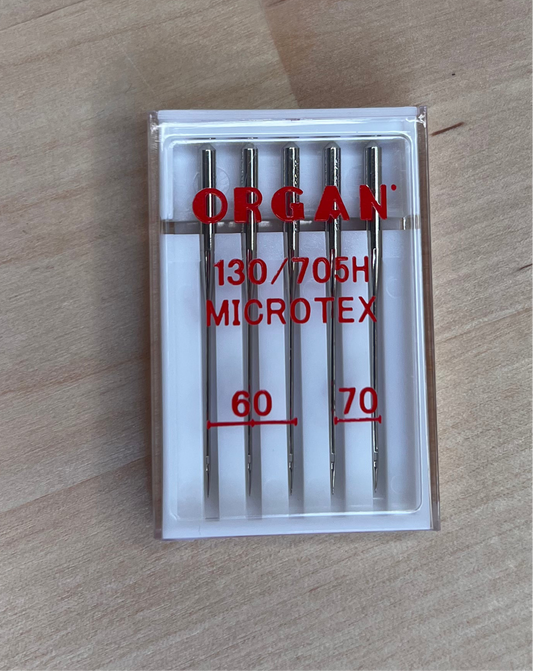 ORGAN
130/705H
MICROTEX
60 70